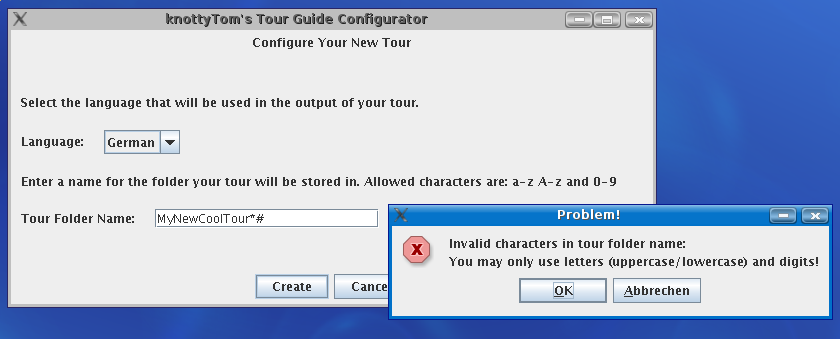 knottyTom's Tour Guide Configurator
Configure Your New Tour
Select the language that will be used in the output of your tour.
Language: German
Enter a name for the folder your tour will be stored in. Allowed characters are: a-z A-z and 0-9
Tour Folder Name: MyNewCoolTour*#
Create Cance
Problem!
Invalid characters in tour folder name:
You may only use letters (uppercase/lowercase) and digits!
OK Abbrechen